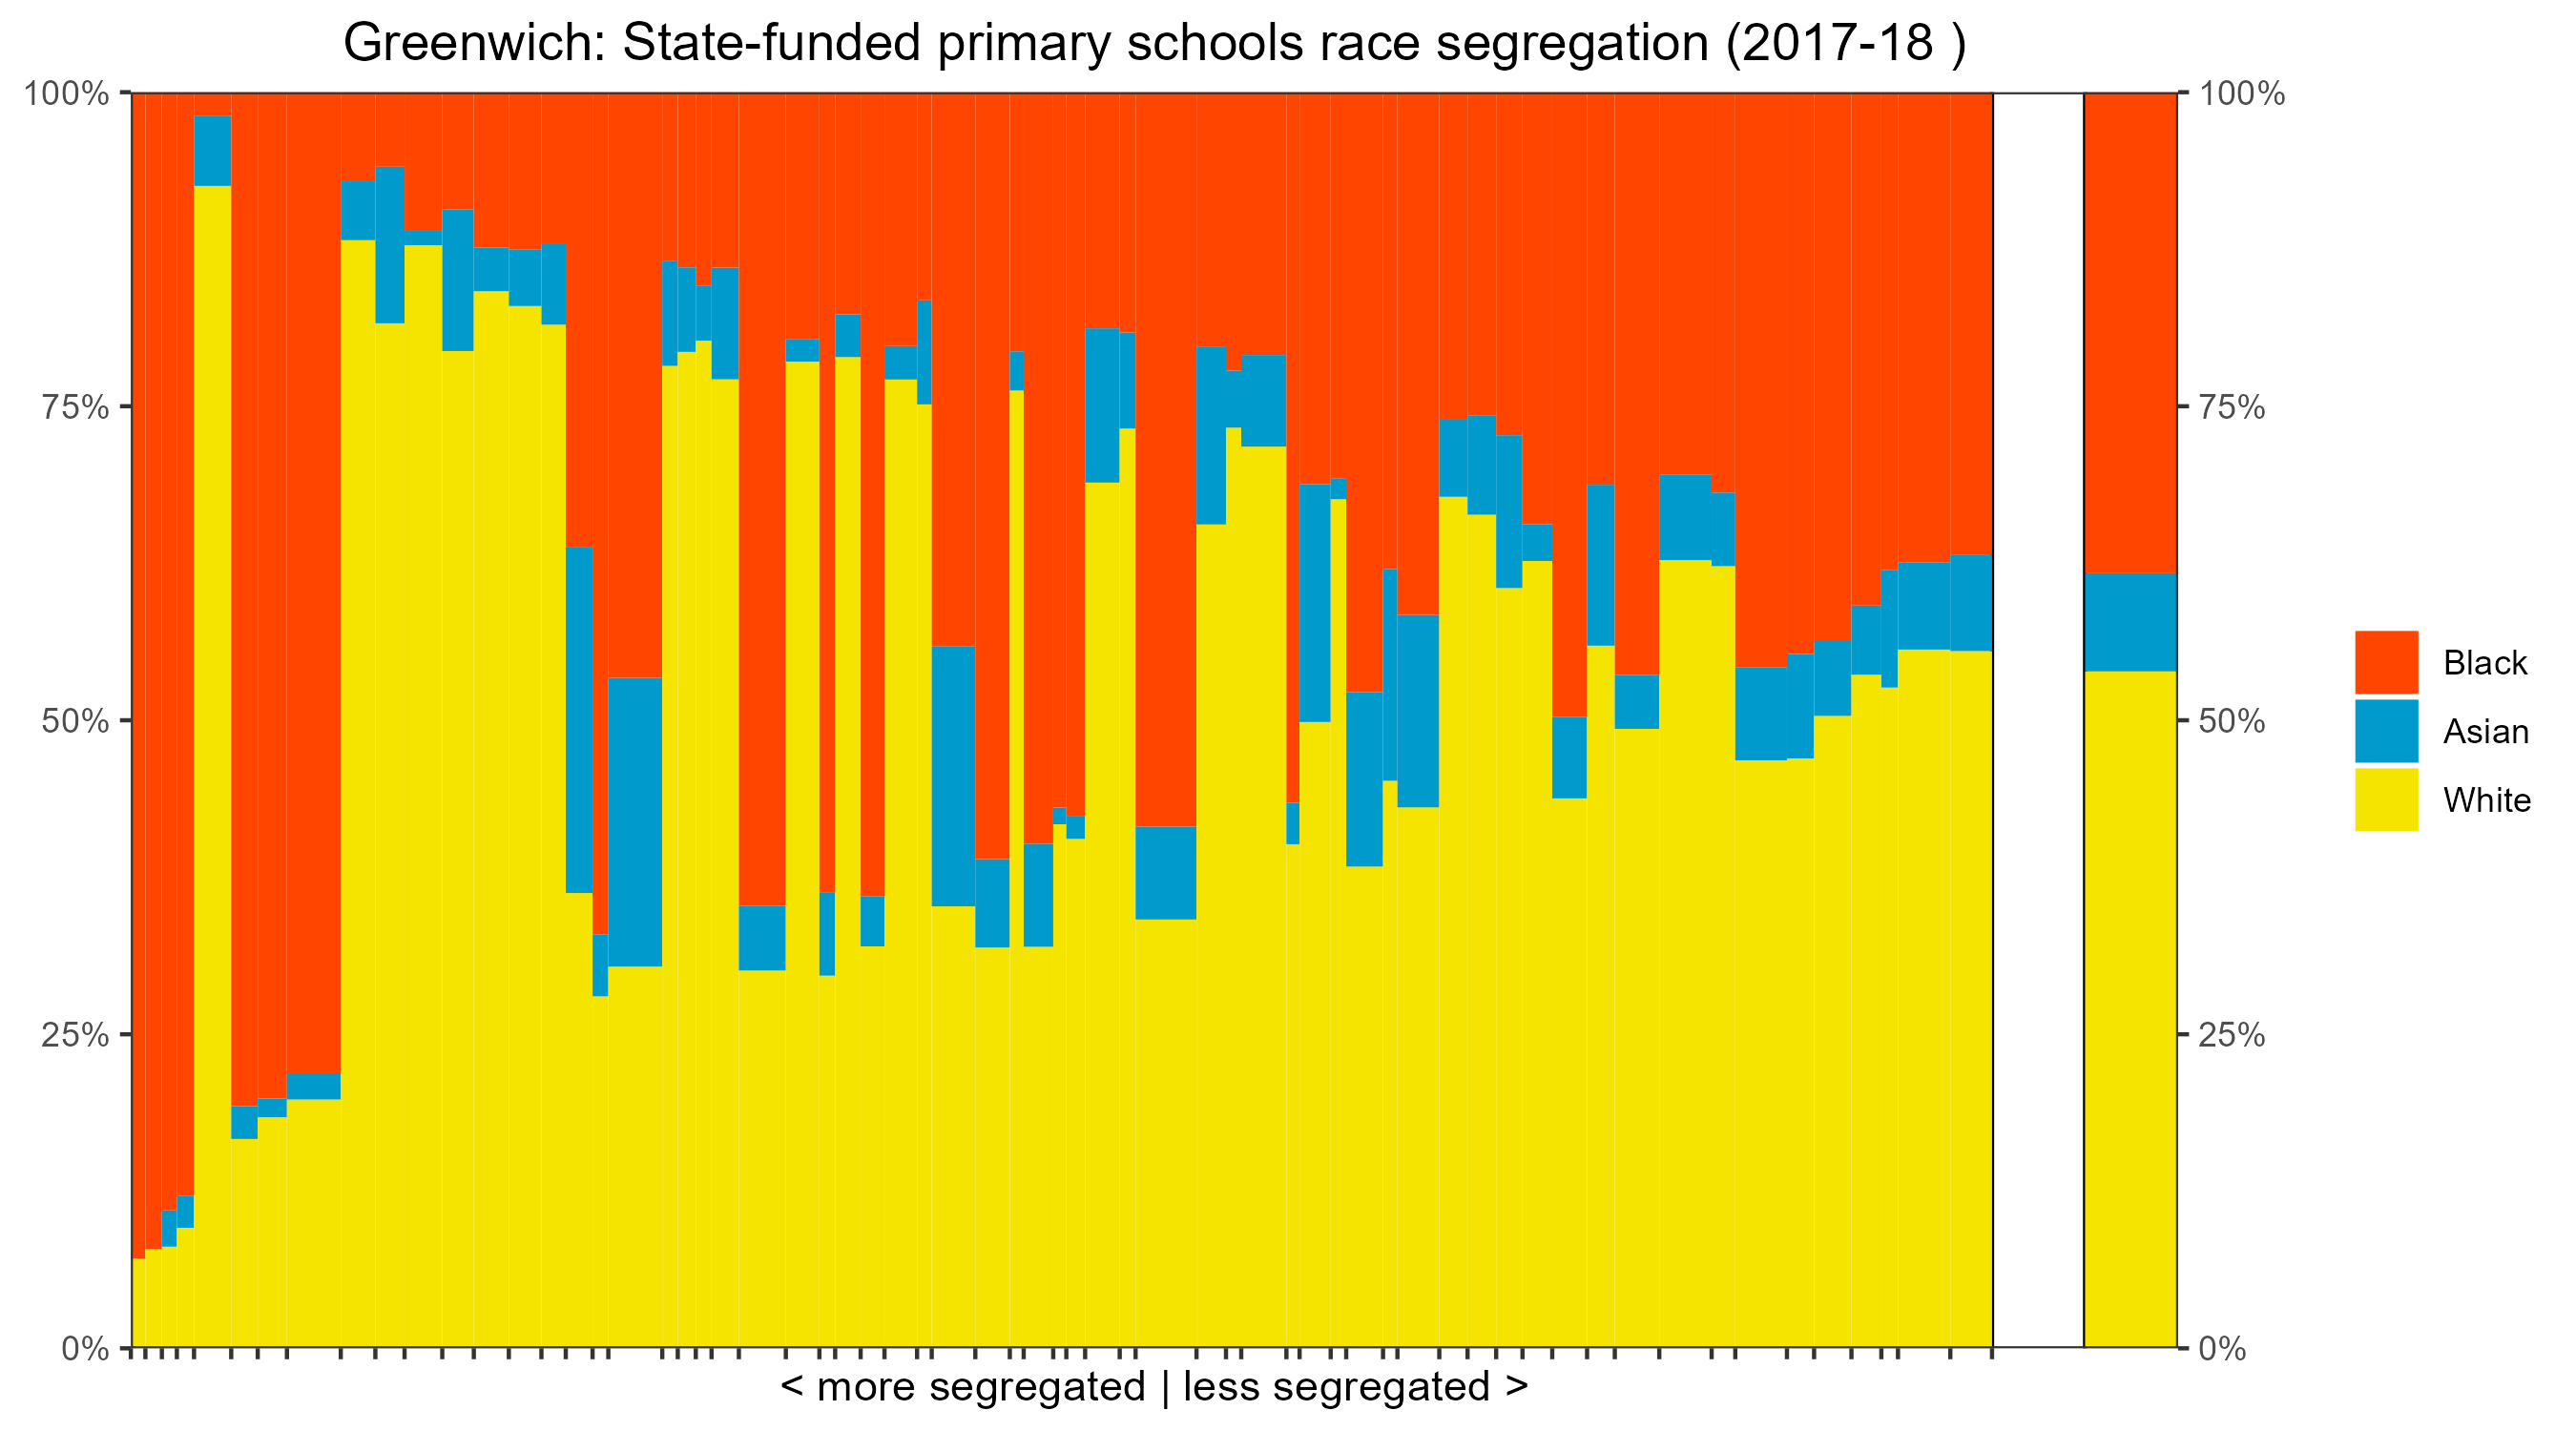 Greenwich: State-funded primary schools race segregation (2017-18 )
100%
75%
50%
25%
0%
100%
75%
50%
25%
0%
Black
Asian
White
< more segregated | less segregated >